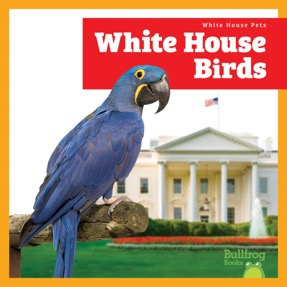 White House Pets
White House
Birds
Bullfrog
Books